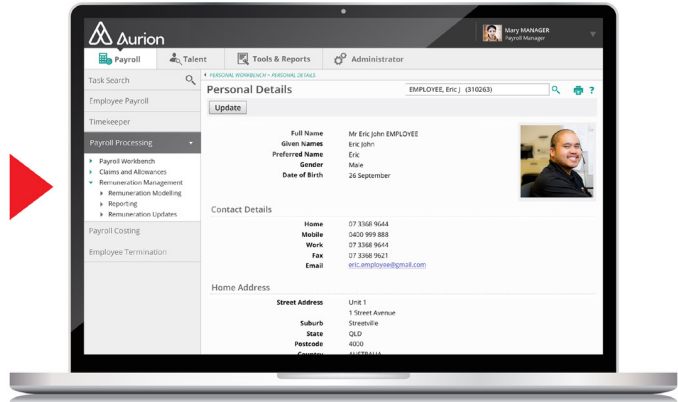 Aurion
Mary MANAGER
Payroll Manager
Payroll
Talent
Tools & Reports
Administrator
Task Search
Employee Payroll
Timekeeper
Payroll Processing
Payroll Workbench
Claims and Allowances
Remuneration Management
Remuneration Modelling
Reporting
Remuneration Updates
Payroll Costing
Employee Termination
PERSONAL WORKBENCH > PERSONAL DETAILS
Personal Details
EMPLOYEE, Eric J (310263)
?
Update
Full Name Mr Eric John EMPLOYEE
Given Names Eric John
Preferred Name Eric
Gender Male
Date of Birth 26 September
Contact Details
Home 07 3368 9644
Mobile 0400 999 888
Work 07 3368 9644
Fax 07 3368 9621
Email eric.employee@gmail.com
Home Address
Street Address Unit 1
1 Street Avenue
Suburb Streetville
State QLD
Postcode 4000
Country AUSTRALIA